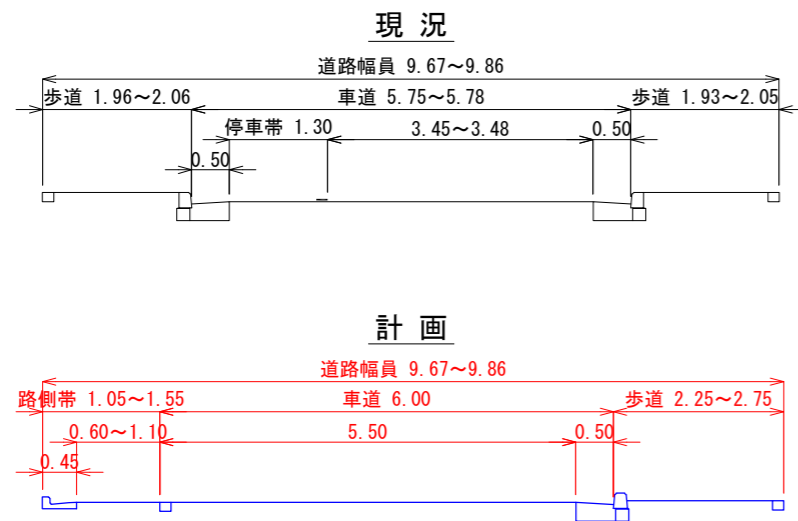 現 況
道路幅員 9.67～9.86
歩道 1.96～2.06 車道 5.75～5.78 歩道 1.93～2.05
停車帯 1.30 3.45～3.48 0.50
0.50
計 画
道路幅員 9.67～9.86
路側帯 1.05～1.55 車道 6.00 歩道 2.25～2.75
0.60～1.10 5.50 0.50
0.45